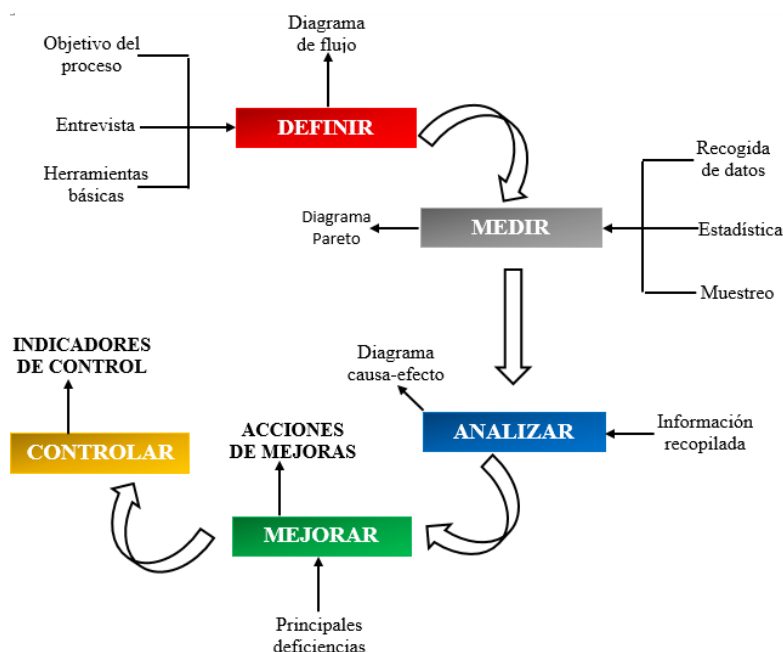 Objetivo del
proceso
Entrevista
Herramientas
básicas
Diagrama
de flujo
DEFINIR
Recogida
de datos
Estadística
Muestreo
MEDIR
Diagrama
Pareto
Diagrama
causa-efecto
ANALIZAR
Información
recopilada
ACCIONES
DE MEJORAS
MEJORAR
Principales
deficiencias
INDICADORES
DE CONTROL
CONTROLAR